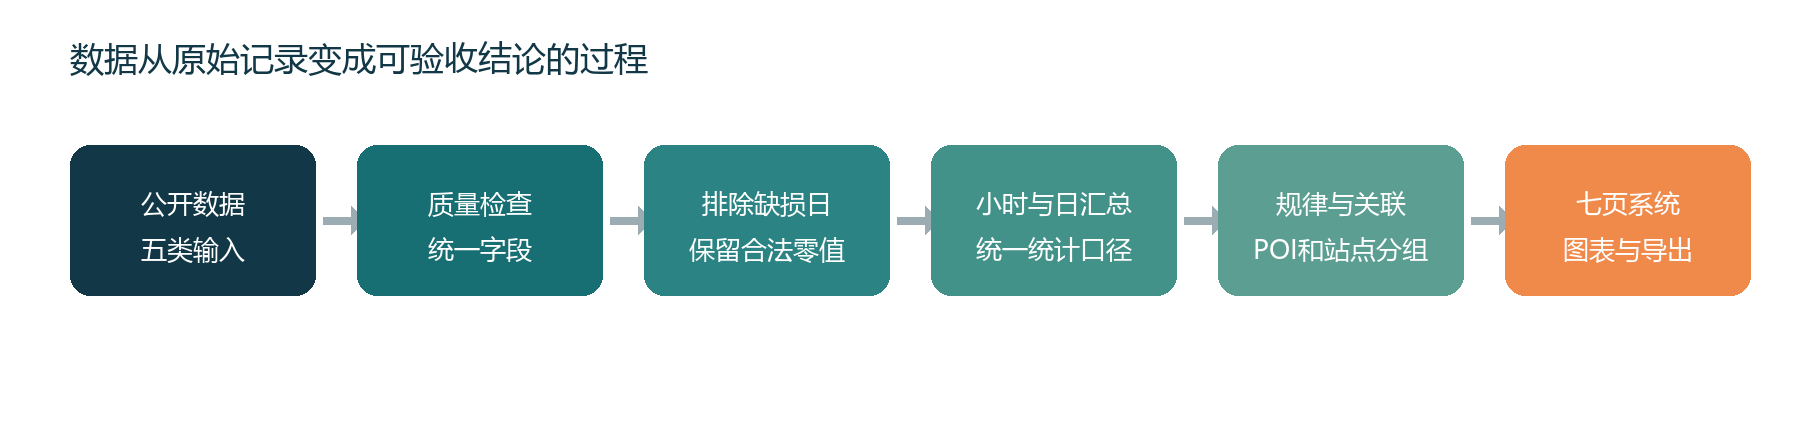 数据从原始记录变成可验收结论的过程
公开数据
五类输入
质量检查
统一字段
排除缺损日
保留合法零值
小时与日汇总
统一统计口径
规律与关联
POI和站点分组
七页系统
图表与导出